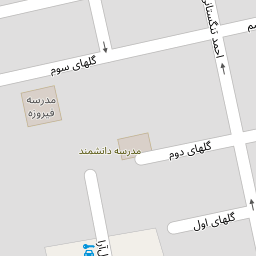 احمد تنگستانی
گلهای سوم
مدرسه
فیروزه
مدرسه دانشمند
گلهای دوم
گلهای اول